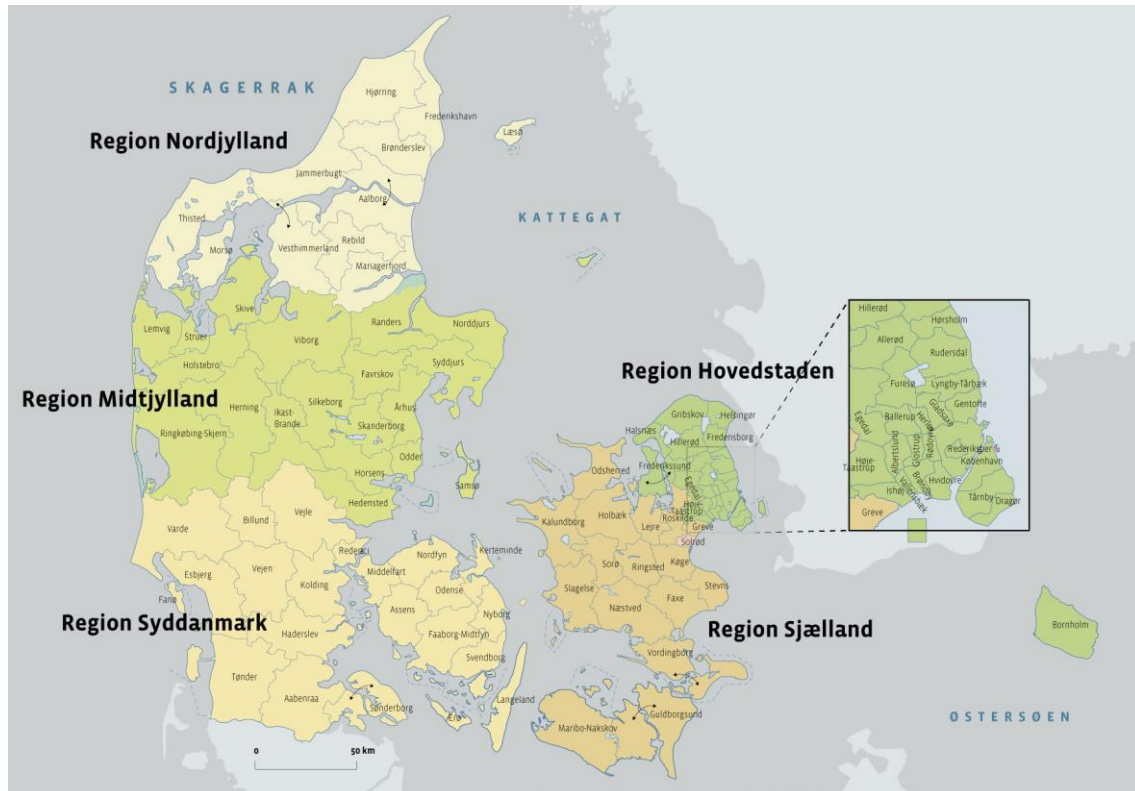 SKAGERRAK
Hjørring
Frederikshavn
Læsø
Region Nordjylland
Brønderslev
Jammerbugt
Aalborg
Thisted
KATTEGAT
Morsø
Vesthimmerland
Rebild
Mariagerfjord
Skive
Lemvig
Struer
Viborg
Randers
Norddjurs
Holstebro
Favrskov
Syddjurs
Region Hovedstaden
Region Midtjylland
Herning
Ikast-
Brande
Silkeborg
Århus
Skanderborg
Ringkøbing-Skjern
Odder
Horsens
Samsø
Hedensted
Gribskov
Helsingør
Halsnæs
Hillerød
Fredensborg
Frederikssund
Odsherred
Egedal
Høje-
Taastrup
Roskilde
Holbæk
Lejre
Greve
Kalundborg
Solrød
Hillerød
Hørsholm
Allerød
Rudersdal
Furesø
Lyngby-Tårbæk
Gentofte
Gladsaxe
Egedal
Ballerup
Herlev
Rødovre
Glostrup
Albertslund
Frederiksberg
København
Høje-
Taastrup
Brøndby
Hvidovre
Vallensbæk
Ishøj
Tårnby
Dragør
Greve
Varde
Billund
Vejle
Fredericia
Nordfyn
Kerteminde
Middelfart
Esbjerg
Vejen
Kolding
Odense
Fanø
Assens
Nyborg
Region Syddanmark
Haderslev
Faaborg-Midtfyn
Svendborg
Tønder
Aabenraa
Sønderborg
Ærø
Langeland
Sorø
Ringsted
Køge
Slagelse
Stevns
Næstved
Faxe
Region Sjælland
Vordingborg
Guldborgsund
Maribo-Nakskov
Bornholm
ØSTERSØEN
0 50 km